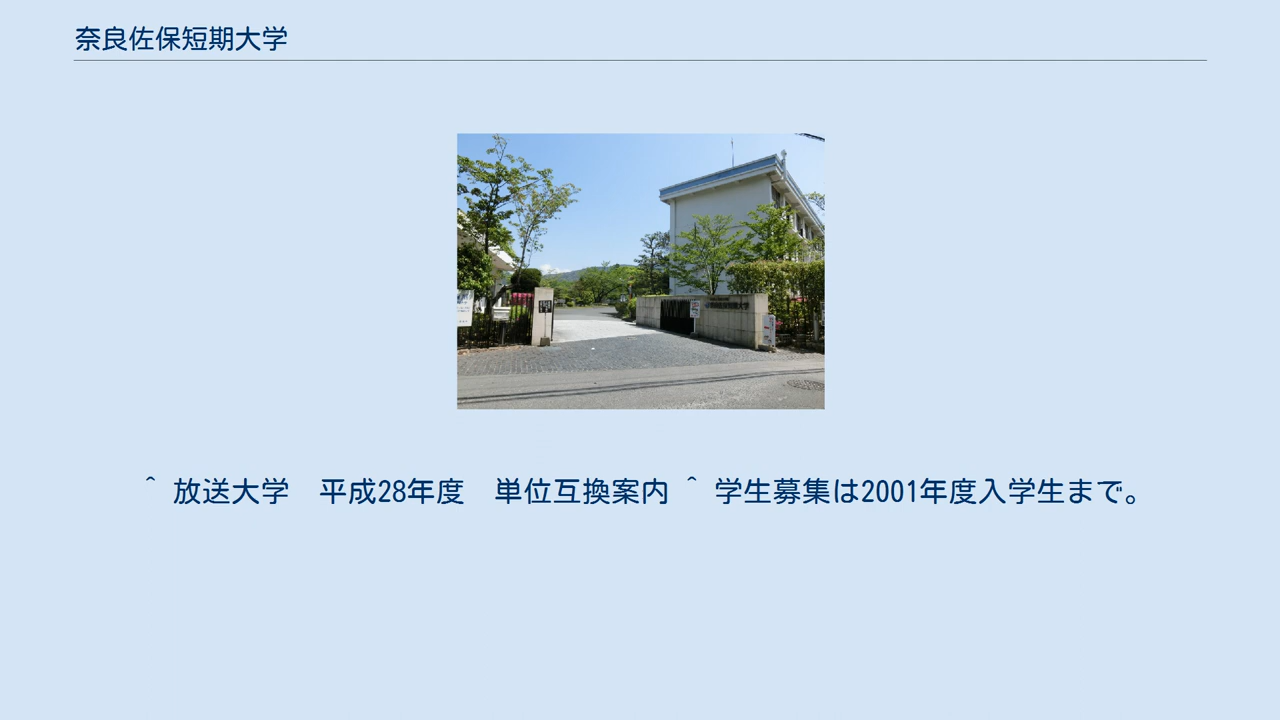 奈良佐保短期大学
^ 放送大学　平成28年度　単位互換案内 ^ 学生募集は2001年度入学生まで。